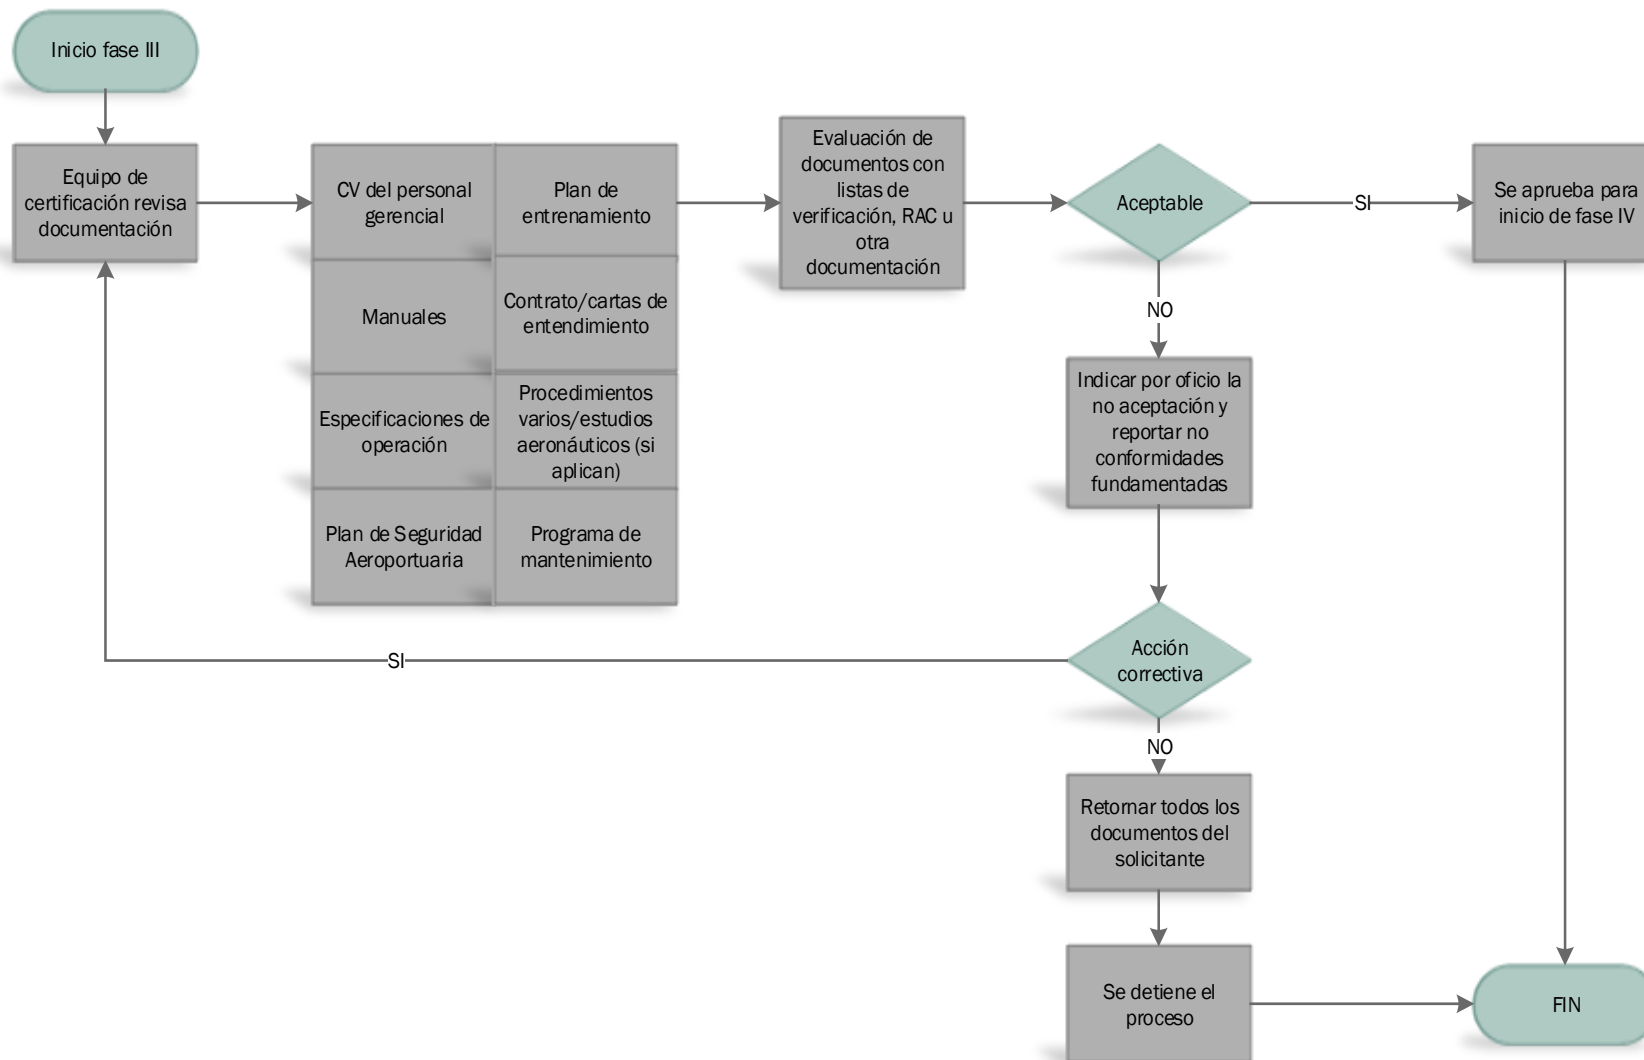 Inicio fase III
Equipo de
certificación revisa
documentación
CV del personal
gerencial
Plan de
entrenamiento
Manuales
Contrato/cartas de
entendimiento
Especificaciones de
operación
Procedimientos
varios/estudios
aeronáuticos (si
aplican)
Plan de Seguridad
Aeroportuaria
Programa de
mantenimiento
Evaluación de
documentos con
listas de
verificación, RAC u
otra
documentación
Aceptable
SI
Se aprueba para
inicio de fase IV
NO
Indicar por oficio la
no aceptación y
reportar no
conformidades
fundamentadas
Acción
correctiva
SI
NO
Retornar todos los
documentos del
solicitante
Se detiene el
proceso
FIN